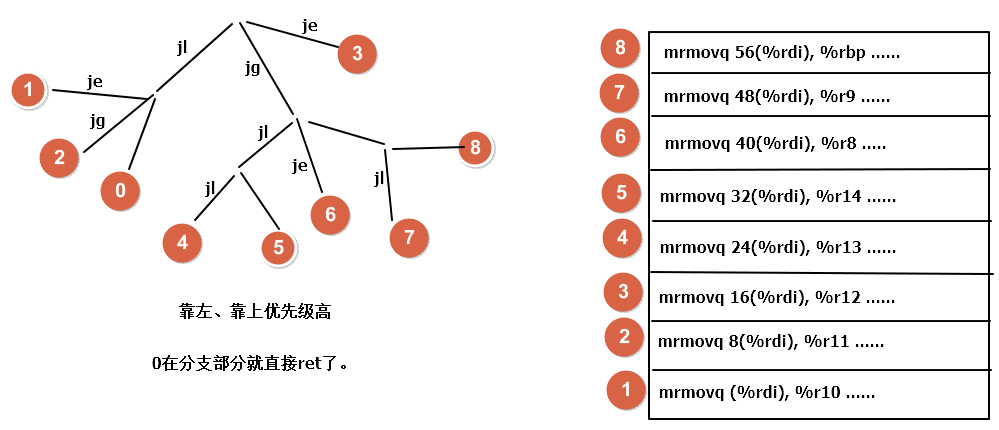 je
jl
3
jg
1
je
jg
2
0
jl
je
8
jl
jl
4
5
6
7
靠左、靠上优先级高
0在分支部分就直接ret了。
8 mrmovq 56(%rdi), %rbp ......
7 mrmovq 48(%rdi), %r9 ......
6 mrmovq 40(%rdi), %r8 .....
5 mrmovq 32(%rdi), %r14 ......
4 mrmovq 24(%rdi), %r13 ......
3 mrmovq 16(%rdi), %r12 ......
2 mrmovq 8(%rdi), %r11 ......
1 mrmovq (%rdi), %r10 ......